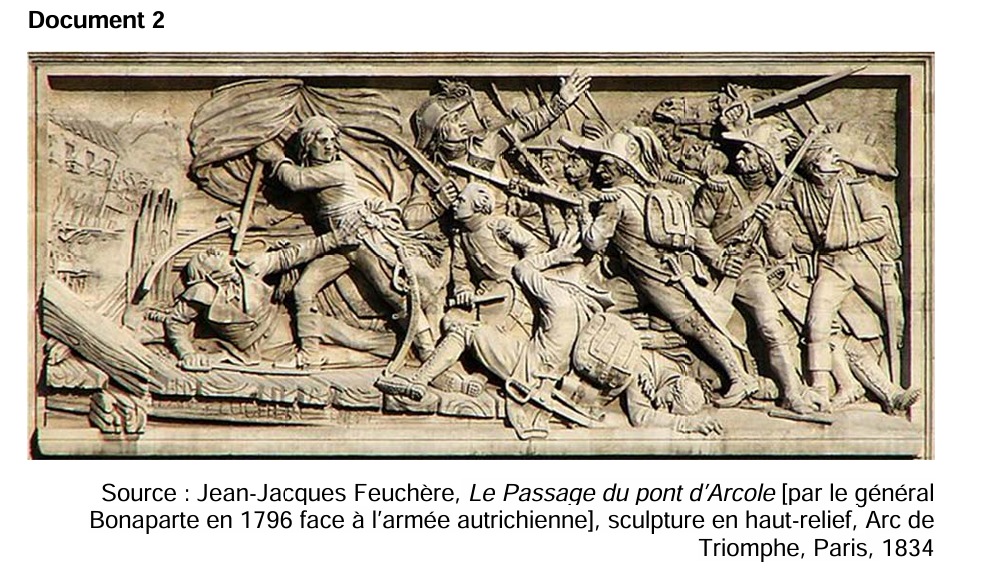 Document 2
Source : Jean-Jacques Feuchère, Le Passage du pont d'Arcole [par le général
Bonaparte en 1796 face à l'armée autrichienne], sculpture en haut-relief, Arc de
Triomphe, Paris, 1834